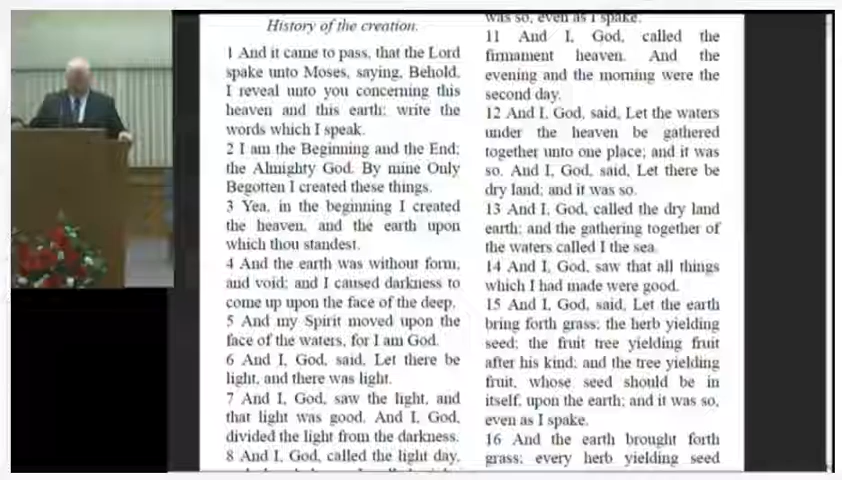 History of the creation.
1 And it came to pass, that the Lord
spake unto Moses, saying, Behold,
I reveal unto you concerning this
heaven and this earth; write the
words which I speak.
2 I am the Beginning and the End;
the Almighty God. By mine Only
Begotten I created these things.
3 Yea, in the beginning I created
the heaven, and the earth upon
which thou standest.
4 And the earth was without form,
and void; and I caused darkness to
come up upon the face of the deep.
5 And my Spirit moved upon the
face of the waters, for I am God.
6 And I, God, said, Let there be
light, and there was light.
7 And I, God, saw the light, and
that light was good. And I, God,
divided the light from the darkness.
8 And I, God, called the light day,
was so, even as I spake.
11 And I, God, called the
firmament heaven. And the
evening and the morning were the
second day.
12 And I, God, said, Let the waters
under the heaven be gathered
together unto one place; and it was
so. And I, God, said, Let there be
dry land; and it was so.
13 And I, God, called the dry land
earth; and the gathering together of
the waters called I the sea.
14 And I, God, saw that all things
which I had made were good.
15 And I, God, said, Let the earth
bring forth grass; the herb yielding
seed; the fruit tree yielding fruit
after his kind; and the tree yielding
fruit, whose seed should be in
itself, upon the earth; and it was so,
even as I spake.
16 And the earth brought forth
grass; every herb yielding seed